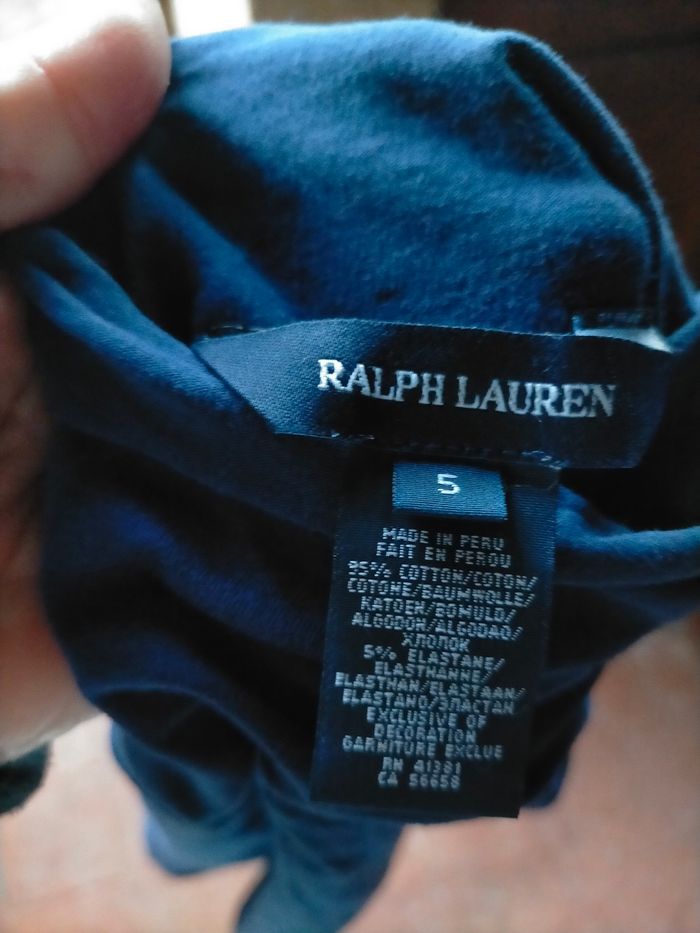 RALPH LAUREN
5
MADE IN PERU
FAIT EN PEROU
95% COTTON/COTON/
COTONE/BAUMWOLLE/
KATOEN/BOMULD/
ALGODON/ALGODAO/
ХЛОПОК
5% ELASTANE/
ELASTHANNE/
ELASTHAN/ELASTAAN/
ELASTANO/ЭЛАСТАН
EXCLUSIVE OF
DECORATION
GARNITURE EXCLUE
RN 41381
CA 56658